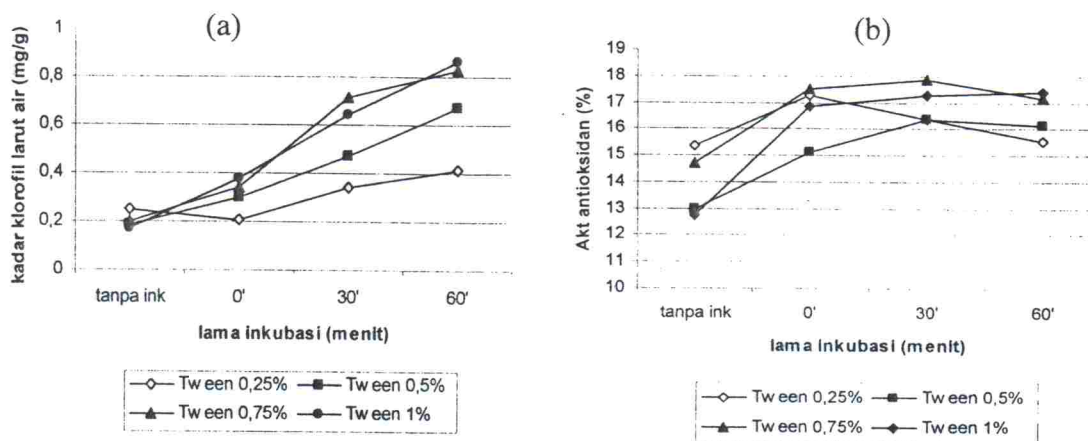 (a)
kadar klorofil larut air (mg/g)
1
0,8
0,6
0,4
0,2
0
tanpa ink 0' 30' 60'
lama inkubasi (menit)
Tween 0,25% Tween 0,5%
Tween 0,75% Tween 1%
(b)
Akt antioksidan (%)
19
18
17
16
15
14
13
12
11
10
tanpa ink 0' 30' 60'
lama inkubasi (menit)
Tween 0,25% Tween 0,5%
Tween 0,75% Tween 1%